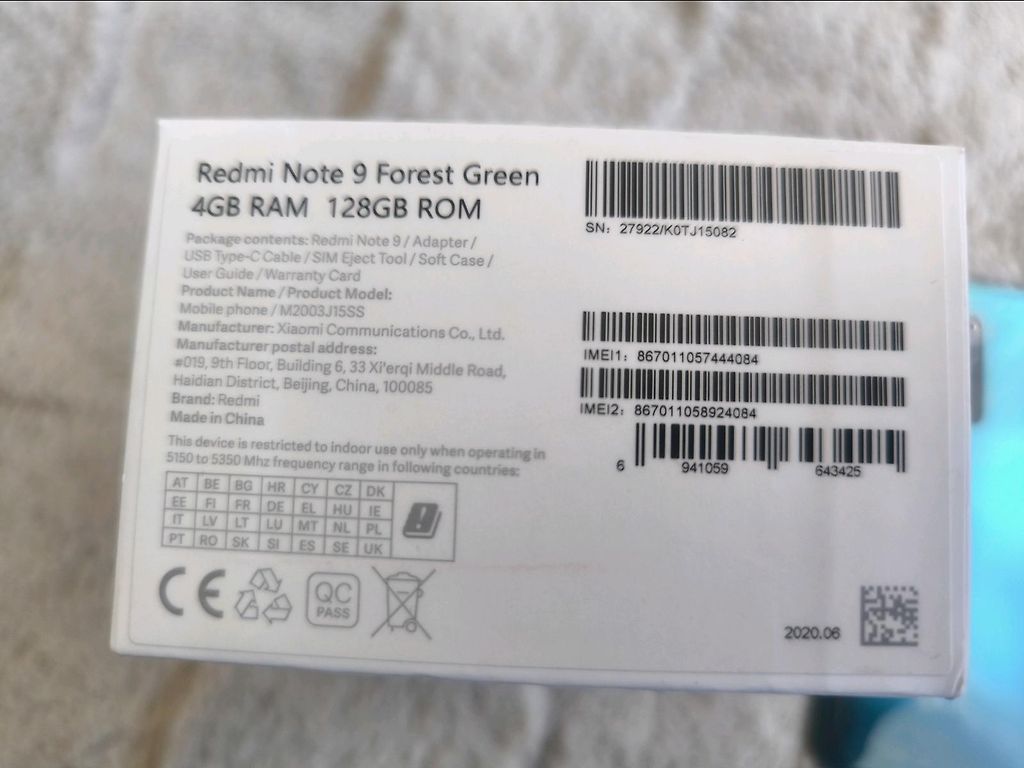 Redmi Note 9 Forest Green
4GB RAM 128GB ROM
Package contents: Redmi Note 9 / Adapter /
USB Type-C Cable / SIM Eject Tool / Soft Case /
User Guide / Warranty Card
Product Name / Product Model:
Mobile phone / M2003J15SS
Manufacturer: Xiaomi Communications Co., Ltd.
Manufacturer postal address:
#019, 9th Floor, Building 6, 33 Xi'erqi Middle Road,
Haidian District, Beijing, China, 100085
Brand: Redmi
Made in China
This device is restricted to indoor use only when operating in
5150 to 5350 Mhz frequency range in following countries:
AT BE BG HR CY CZ DK
EE FI FR DE EL HU IE
IT LV LT LU MT NL PL
PT RO SK SI ES SE UK
CE
QC
PASS
SN: 27922/K0TJ15082
IMEI1: 867011057444084
IMEI2: 867011058924084
6 941059 643425
2020.06